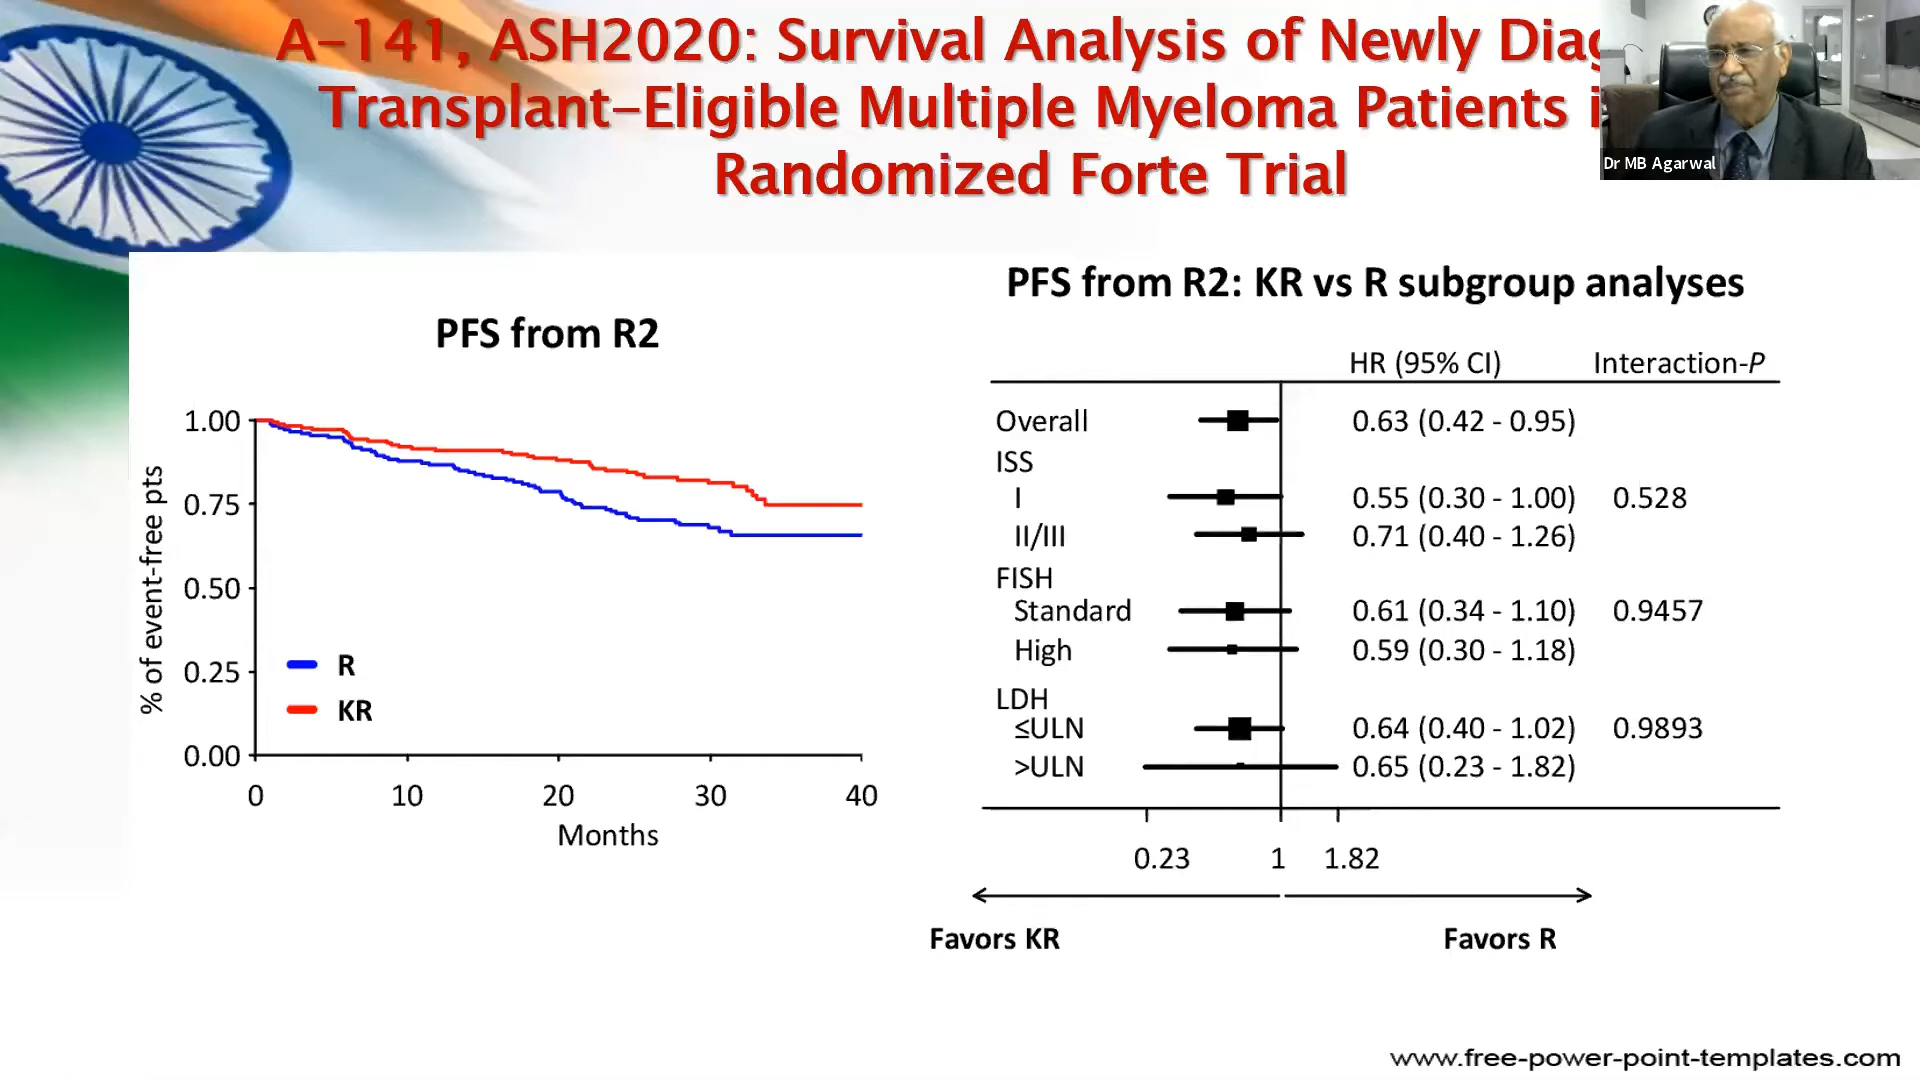 A-141, ASH2020: Survival Analysis of Newly
Transplant-Eligible Multiple Myeloma Patients
Randomized Forte Trial
Dr MB Agarwal
PFS from R2
% of event-free pts
1.00
0.75
0.50
0.25
0.00
R
KR
0 10 20 30 40
Months
PFS from R2: KR vs R subgroup analyses
HR (95% CI) Interaction-P
Overall 0.63 (0.42 - 0.95)
ISS
I 0.55 (0.30 - 1.00) 0.528
II/III 0.71 (0.40 - 1.26)
FISH
Standard 0.61 (0.34 - 1.10) 0.9457
High 0.59 (0.30 - 1.18)
LDH
≤ULN 0.64 (0.40 - 1.02) 0.9893
>ULN 0.65 (0.23 - 1.82)
0.23 1 1.82
Favors KR Favors R
www.free-power-point-templates.com